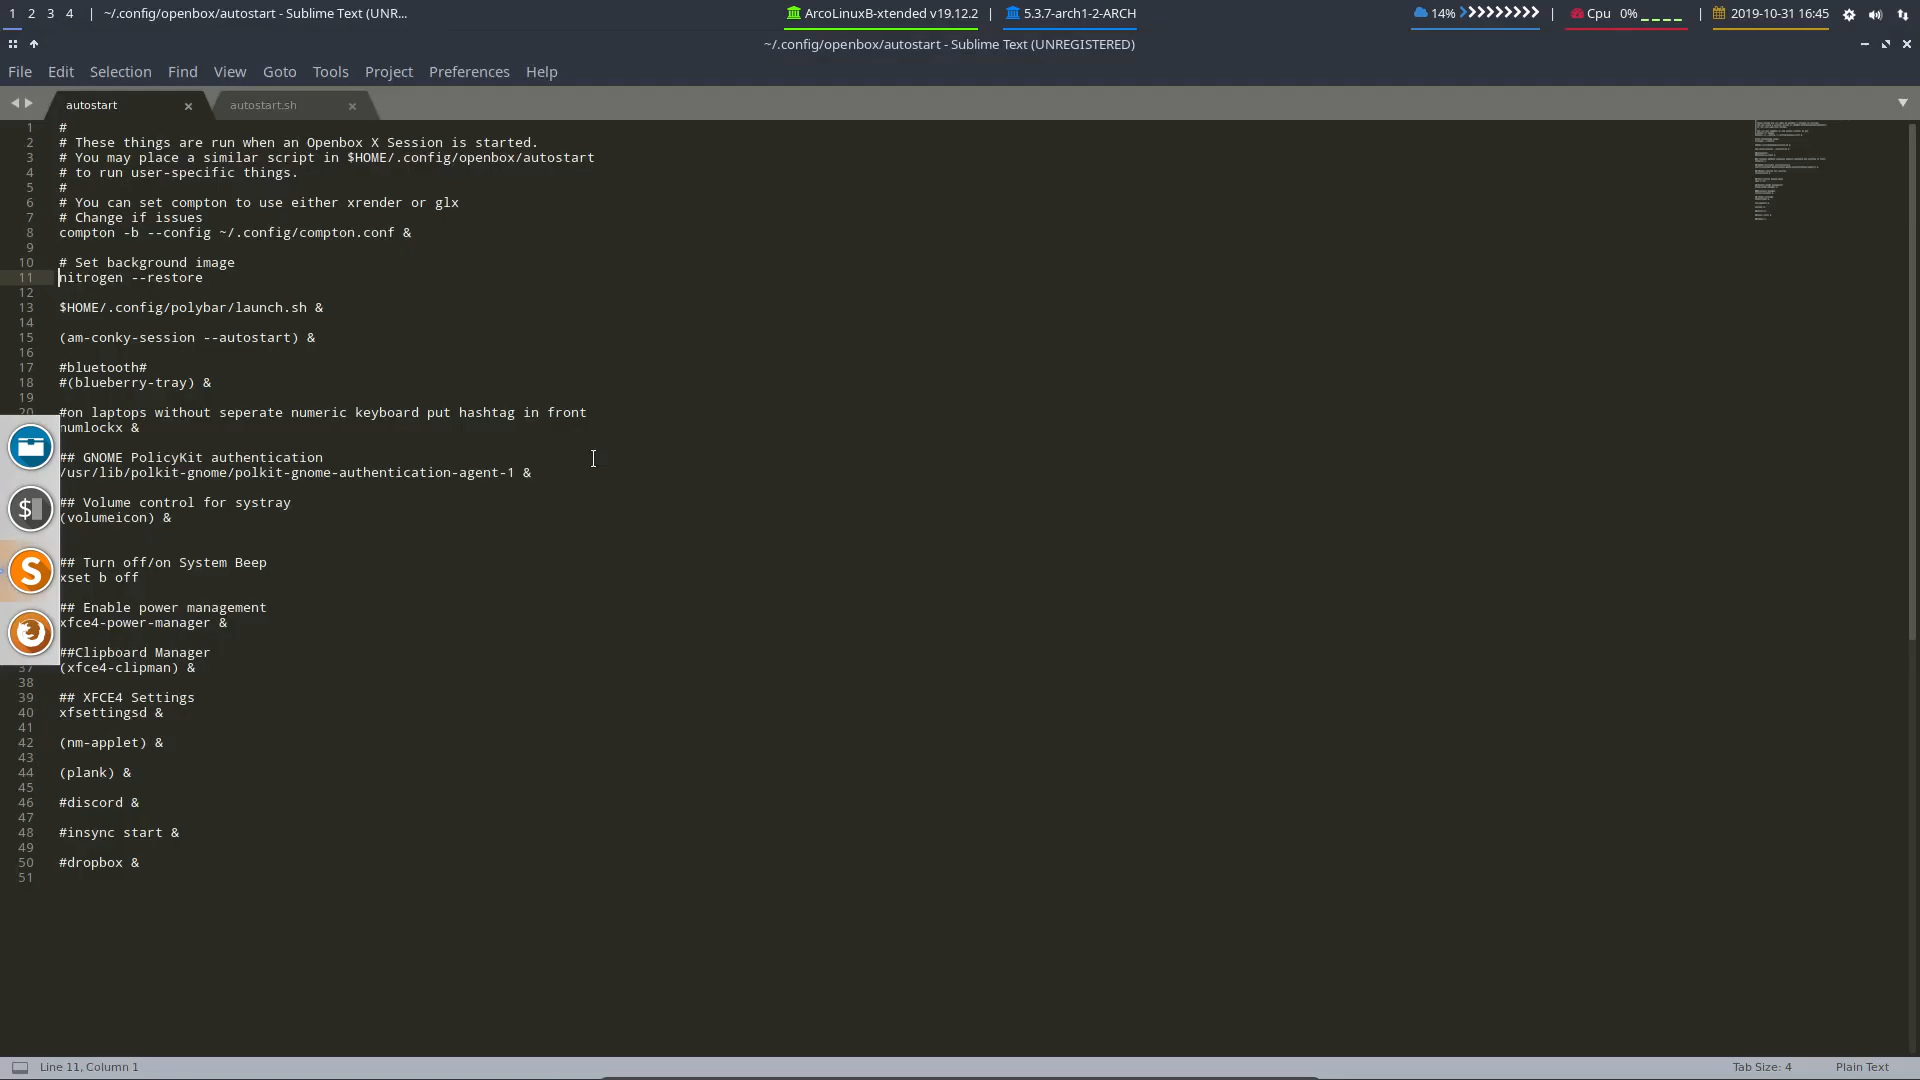 1 2 3 4 | ~/.config/openbox/autostart - Sublime Text (UNR... ArcoLinuxB-xtended v19.12.2 | 5.3.7-arch1-2-ARCH 14% | Cpu 0% | 2019-10-31 16:45
~/.config/openbox/autostart - Sublime Text (UNREGISTERED)
File Edit Selection Find View Goto Tools Project Preferences Help
autostart autostart.sh
1 #
2 # These things are run when an Openbox X Session is started.
3 # You may place a similar script in $HOME/.config/openbox/autostart
4 # to run user-specific things.
5 #
6 # You can set compton to use either xrender or glx
7 # Change if issues
8 compton -b --config ~/.config/compton.conf &
9
10 # Set background image
11 nitrogen --restore
12
13 $HOME/.config/polybar/launch.sh &
14
15 (am-conky-session --autostart) &
16
17 #bluetooth#
18 #(blueberry-tray) &
19
20 #on laptops without seperate numeric keyboard put hashtag in front
numlockx &
## GNOME PolicyKit authentication
/usr/lib/polkit-gnome/polkit-gnome-authentication-agent-1 &
## Volume control for systray
(volumeicon) &
## Turn off/on System Beep
xset b off
## Enable power management
xfce4-power-manager &
##Clipboard Manager
37 (xfce4-clipman) &
38
39 ## XFCE4 Settings
40 xfsettingsd &
41
42 (nm-applet) &
43
44 (plank) &
45
46 #discord &
47
48 #insync start &
49
50 #dropbox &
51
Line 11, Column 1 Tab Size: 4 Plain Text